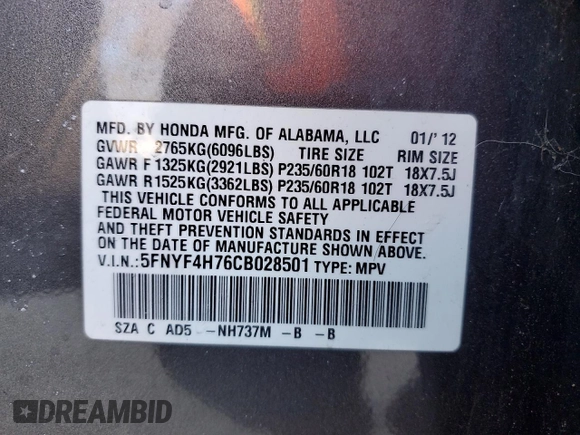 MFD. BY HONDA MFG. OF ALABAMA, LLC 01/'12
GVWR 2765KG(6096LBS) TIRE SIZE RIM SIZE
GAWR F 1325KG(2921LBS) P235/60R18 102T 18X7.5J
GAWR R1525KG(3362LBS) P235/60R18 102T 18X7.5J
THIS VEHICLE CONFORMS TO ALL APPLICABLE
FEDERAL MOTOR VEHICLE SAFETY
AND THEFT PREVENTION STANDARDS IN EFFECT
ON THE DATE OF MANUFACTURE SHOWN ABOVE.
V.I.N.:5FNYF4H76CB028501 TYPE: MPV
SZA C AD5 -NH737M -B -B
DREAMBID